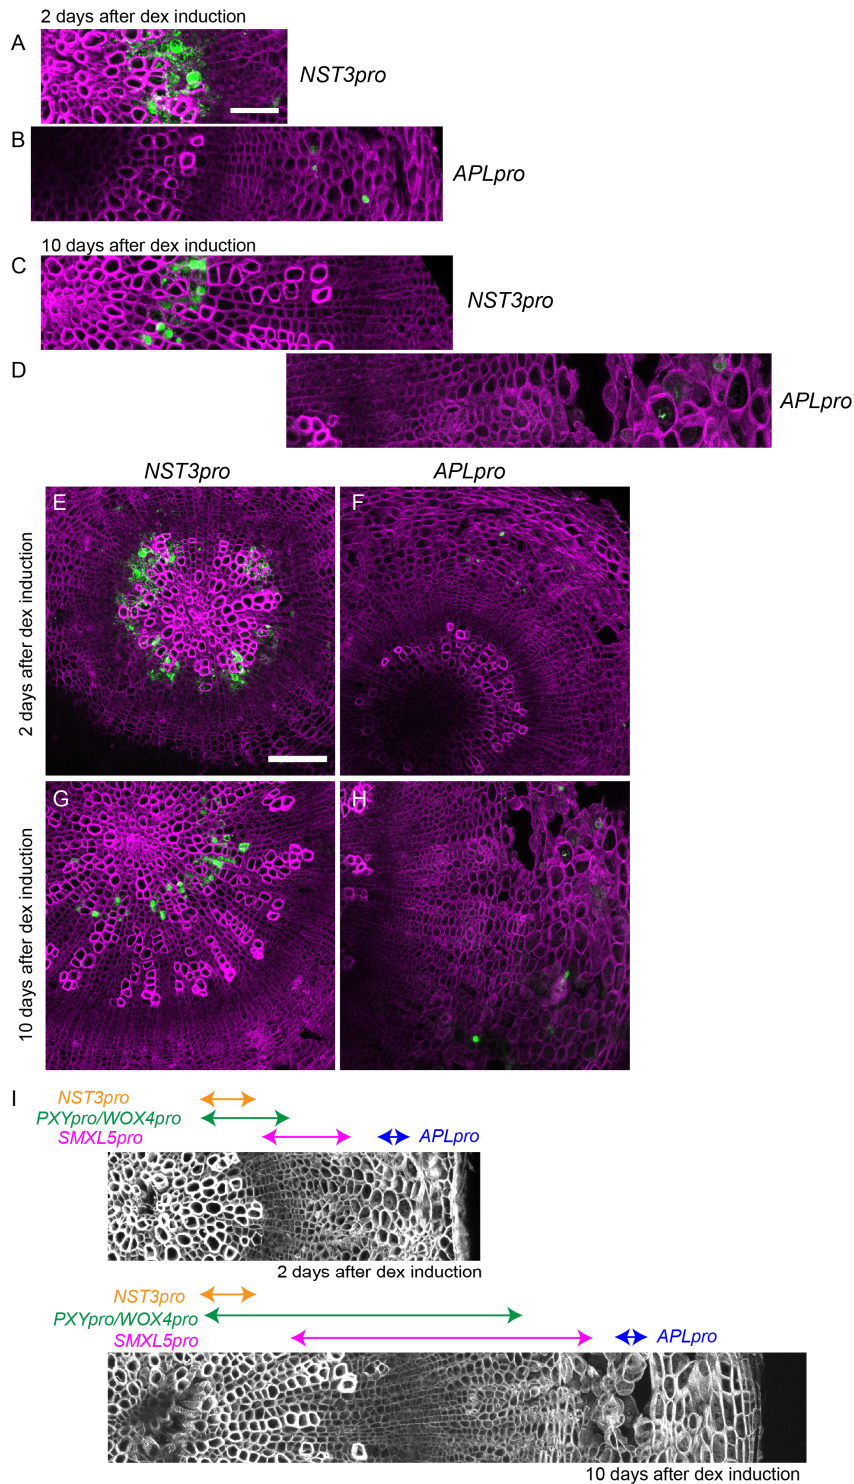 2 days after dex induction
A
NST3pro
B
APLpro
10 days after dex induction
C
NST3pro
D
APLpro
NST3pro APLpro
E F
2 days after dex induction
G H
10 days after dex induction
I
NST3pro
PXYpro/WOX4pro
SMXL5pro APLpro
2 days after dex induction
NST3pro
PXYpro/WOX4pro
SMXL5pro APLpro
10 days after dex induction